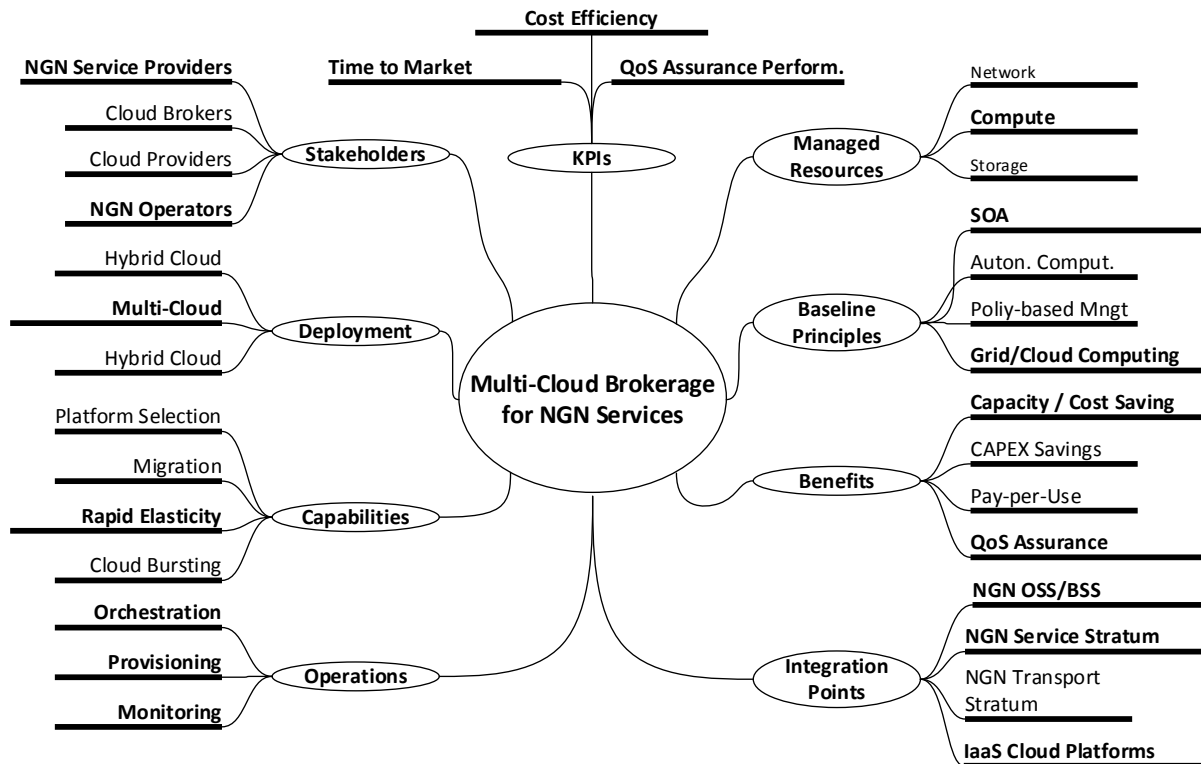 Cost Efficiency
Time to Market
QoS Assurance Perform.
KPIs
NGN Service Providers
Cloud Brokers
Cloud Providers
NGN Operators
Stakeholders
Hybrid Cloud
Multi-Cloud
Hybrid Cloud
Deployment
Platform Selection
Migration
Rapid Elasticity
Cloud Bursting
Capabilities
Orchestration
Provisioning
Monitoring
Operations
Multi-Cloud Brokerage
for NGN Services
Managed
Resources
Network
Compute
Storage
Baseline
Principles
SOA
Auton. Comput.
Poliy-based Mngt
Grid/Cloud Computing
Benefits
Capacity / Cost Saving
CAPEX Savings
Pay-per-Use
QoS Assurance
Integration
Points
NGN OSS/BSS
NGN Service Stratum
NGN Transport
Stratum
IaaS Cloud Platforms